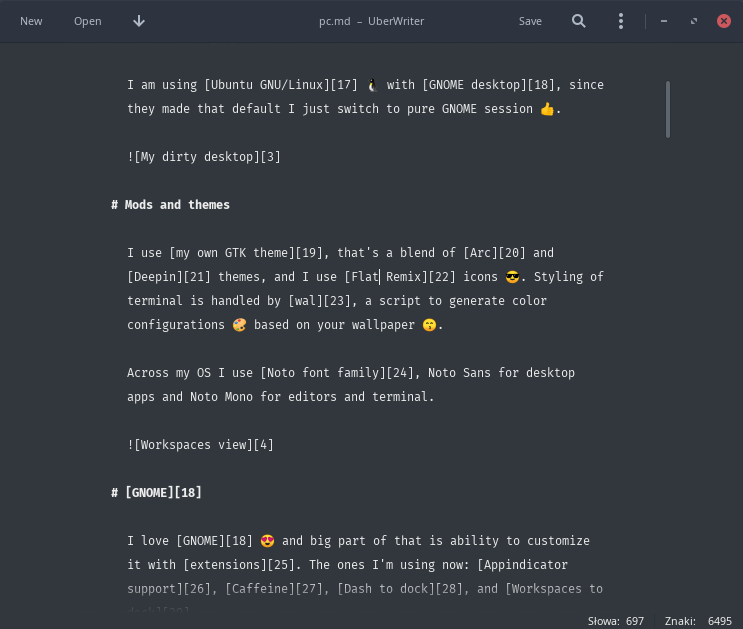 New Open pc.md – UberWriter Save
I am using [Ubuntu GNU/Linux][17] 🐧 with [GNOME desktop][18], since
they made that default I just switch to pure GNOME session 👍.
![My dirty desktop][3]
# Mods and themes
I use [my own GTK theme][19], that's a blend of [Arc][20] and
[Deepin][21] themes, and I use [Flat Remix][22] icons 😎. Styling of
terminal is handled by [wal][23], a script to generate color
configurations 🎨 based on your wallpaper 😙.
Across my OS I use [Noto font family][24], Noto Sans for desktop
apps and Noto Mono for editors and terminal.
![Workspaces view][4]
# [GNOME][18]
I love [GNOME][18] 😍 and big part of that is ability to customize
it with [extensions][25]. The ones I'm using now: [Appindicator
support][26], [Caffeine][27], [Dash to dock][28], and [Workspaces to
Słowa: 697 Znaki: 6495